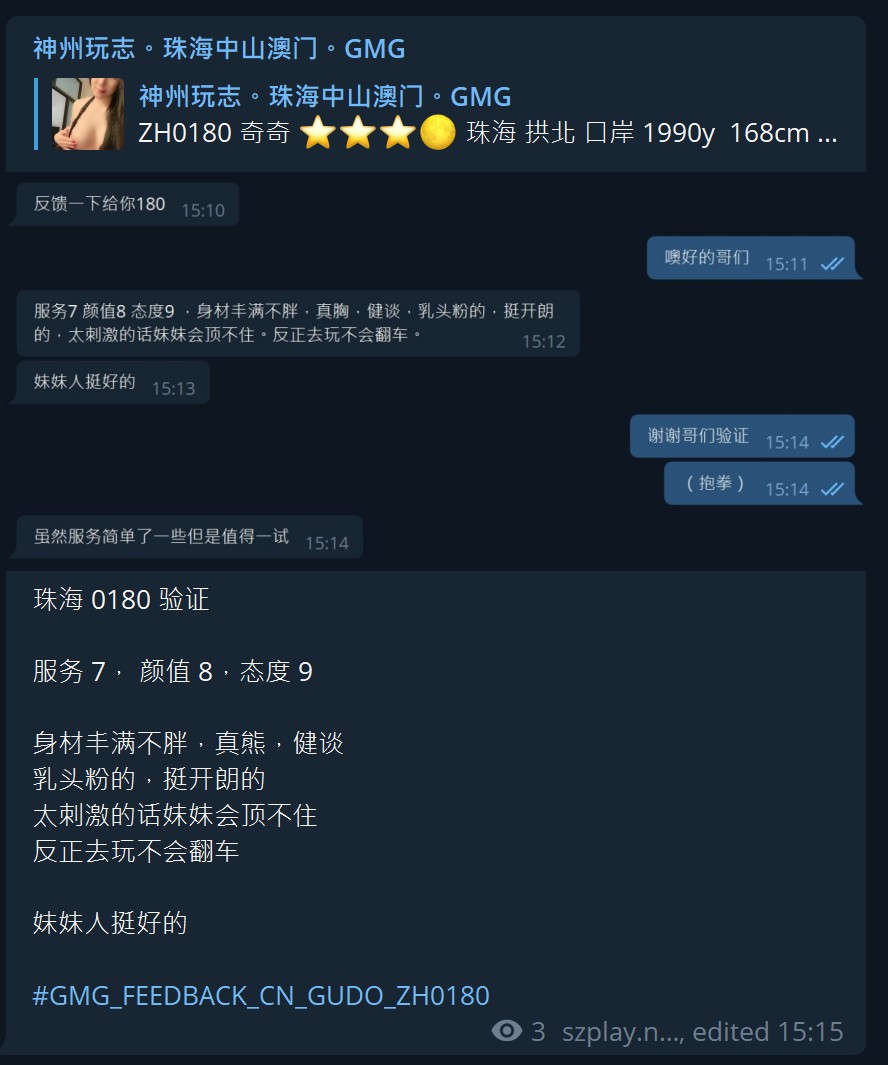 神州玩志。珠海中山澳门。GMG
神州玩志。珠海中山澳门。GMG
ZH0180 奇奇 ⭐⭐⭐🌕 珠海 拱北 口岸 1990y 168cm ...
反馈一下给你180 15:10
噢好的哥们 15:11
服务7 颜值8 态度9 ，身材丰满不胖，真胸，健谈，乳头粉的，挺开朗
的，太刺激的话妹妹会顶不住。反正去玩不会翻车。 15:12
妹妹人挺好的 15:13
谢谢哥们验证 15:14
（抱拳） 15:14
虽然服务简单了一些但是值得一试 15:14
珠海 0180 验证
服务 7， 颜值 8，态度 9
身材丰满不胖，真熊，健谈
乳头粉的，挺开朗的
太刺激的话妹妹会顶不住
反正去玩不会翻车
妹妹人挺好的
#GMG_FEEDBACK_CN_GUDO_ZH0180
3 szplay.n..., edited 15:15